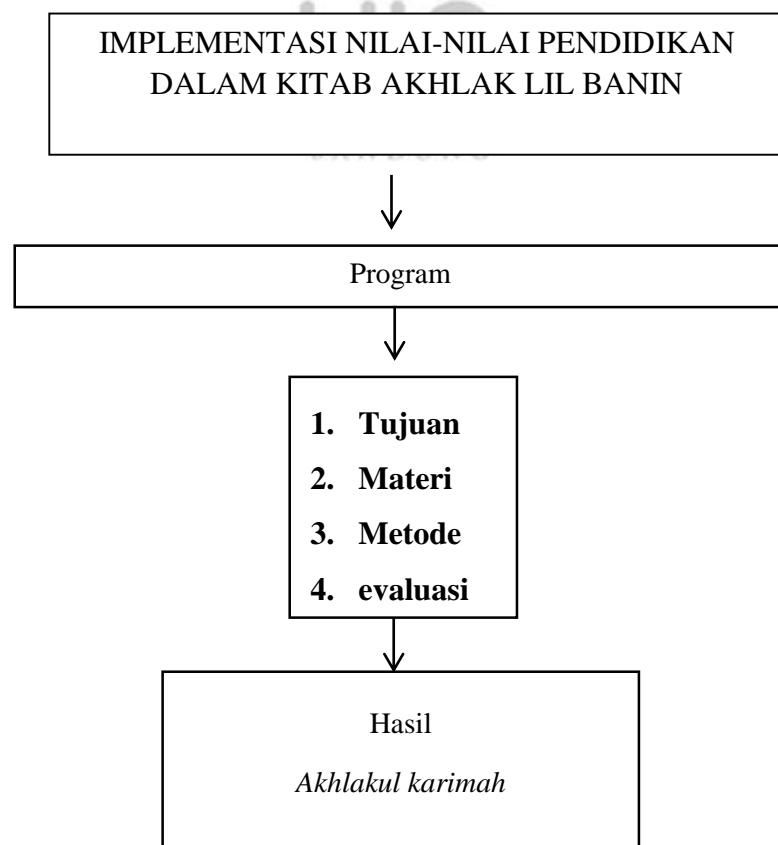 IMPLEMENTASI NILAI-NILAI PENDIDIKAN
DALAM KITAB AKHLAK LIL BANIN
Program
1. Tujuan
2. Materi
3. Metode
4. evaluasi
Hasil
Akhlakul karimah